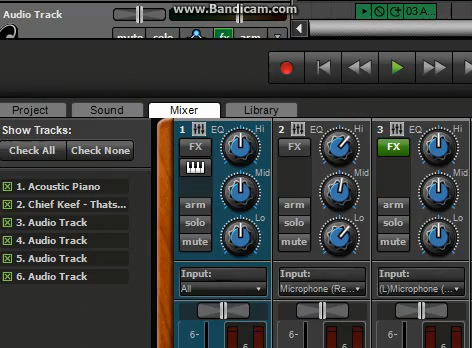 www.Bandicam.com
Audio Track
mute solo fx arm
03 A...
Project Sound Mixer Library
Show Tracks:
Check All Check None
1. Acoustic Piano
2. Chief Keef - Thats...
3. Audio Track
4. Audio Track
5. Audio Track
6. Audio Track
1 EQ Hi
FX
Mid
arm
solo
Lo
mute
Input:
All
6-
2 EQ Hi
FX
Mid
arm
solo
Lo
mute
Input:
Microphone (Re...
6-
3 EQ Hi
FX
Mid
arm
solo
Lo
mute
Input:
(L)Microphone (...
6-